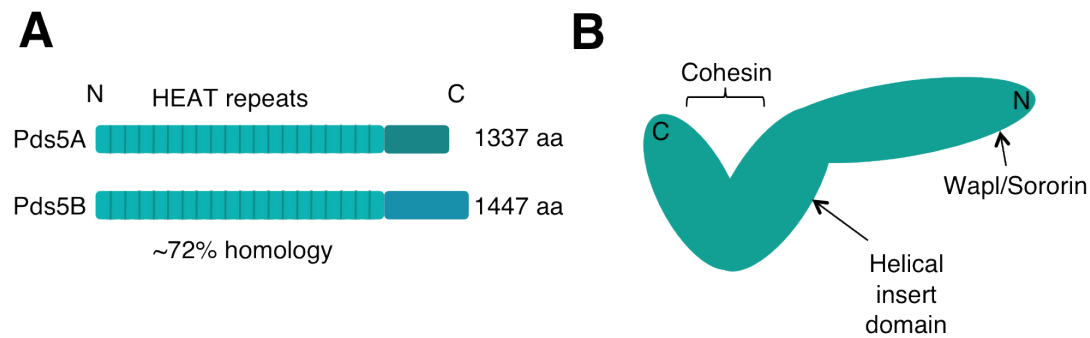 A
N HEAT repeats C
Pds5A 1337 aa
Pds5B 1447 aa
~72% homology
B
Cohesin
C
N
Wapl/Sororin
Helical
insert
domain